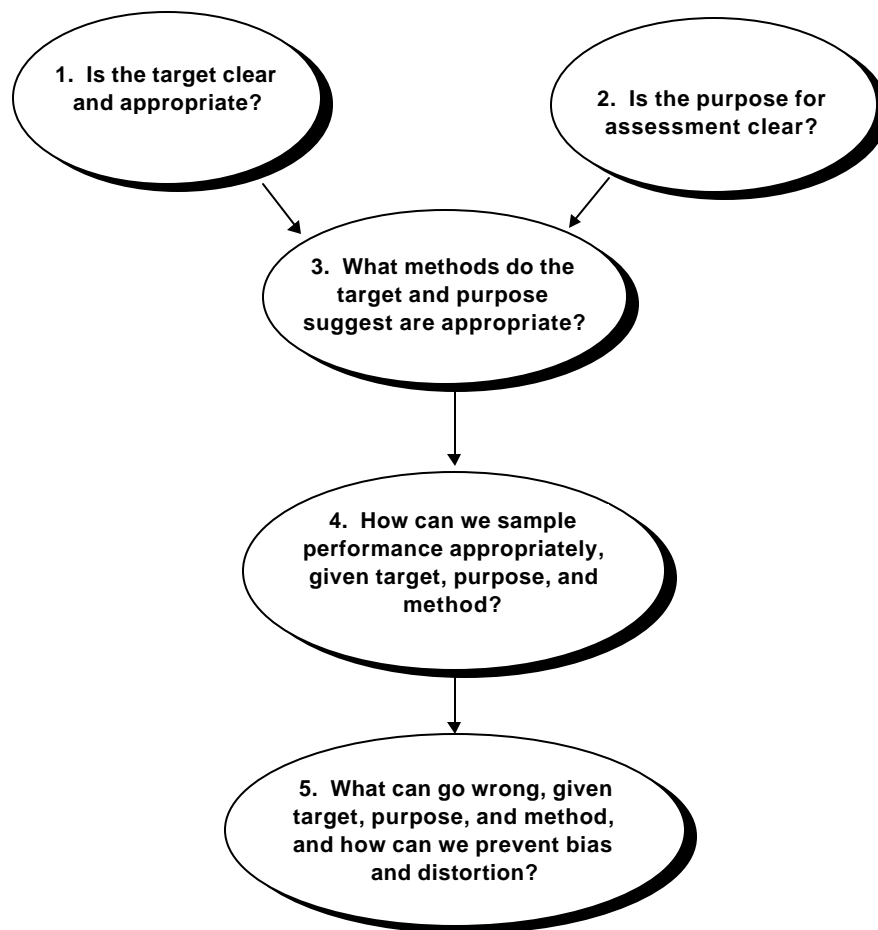 1. Is the target clear
and appropriate?
2. Is the purpose for
assessment clear?
3. What methods do the
target and purpose
suggest are appropriate?
4. How can we sample
performance appropriately,
given target, purpose, and
method?
5. What can go wrong, given
target, purpose, and method,
and how can we prevent bias
and distortion?